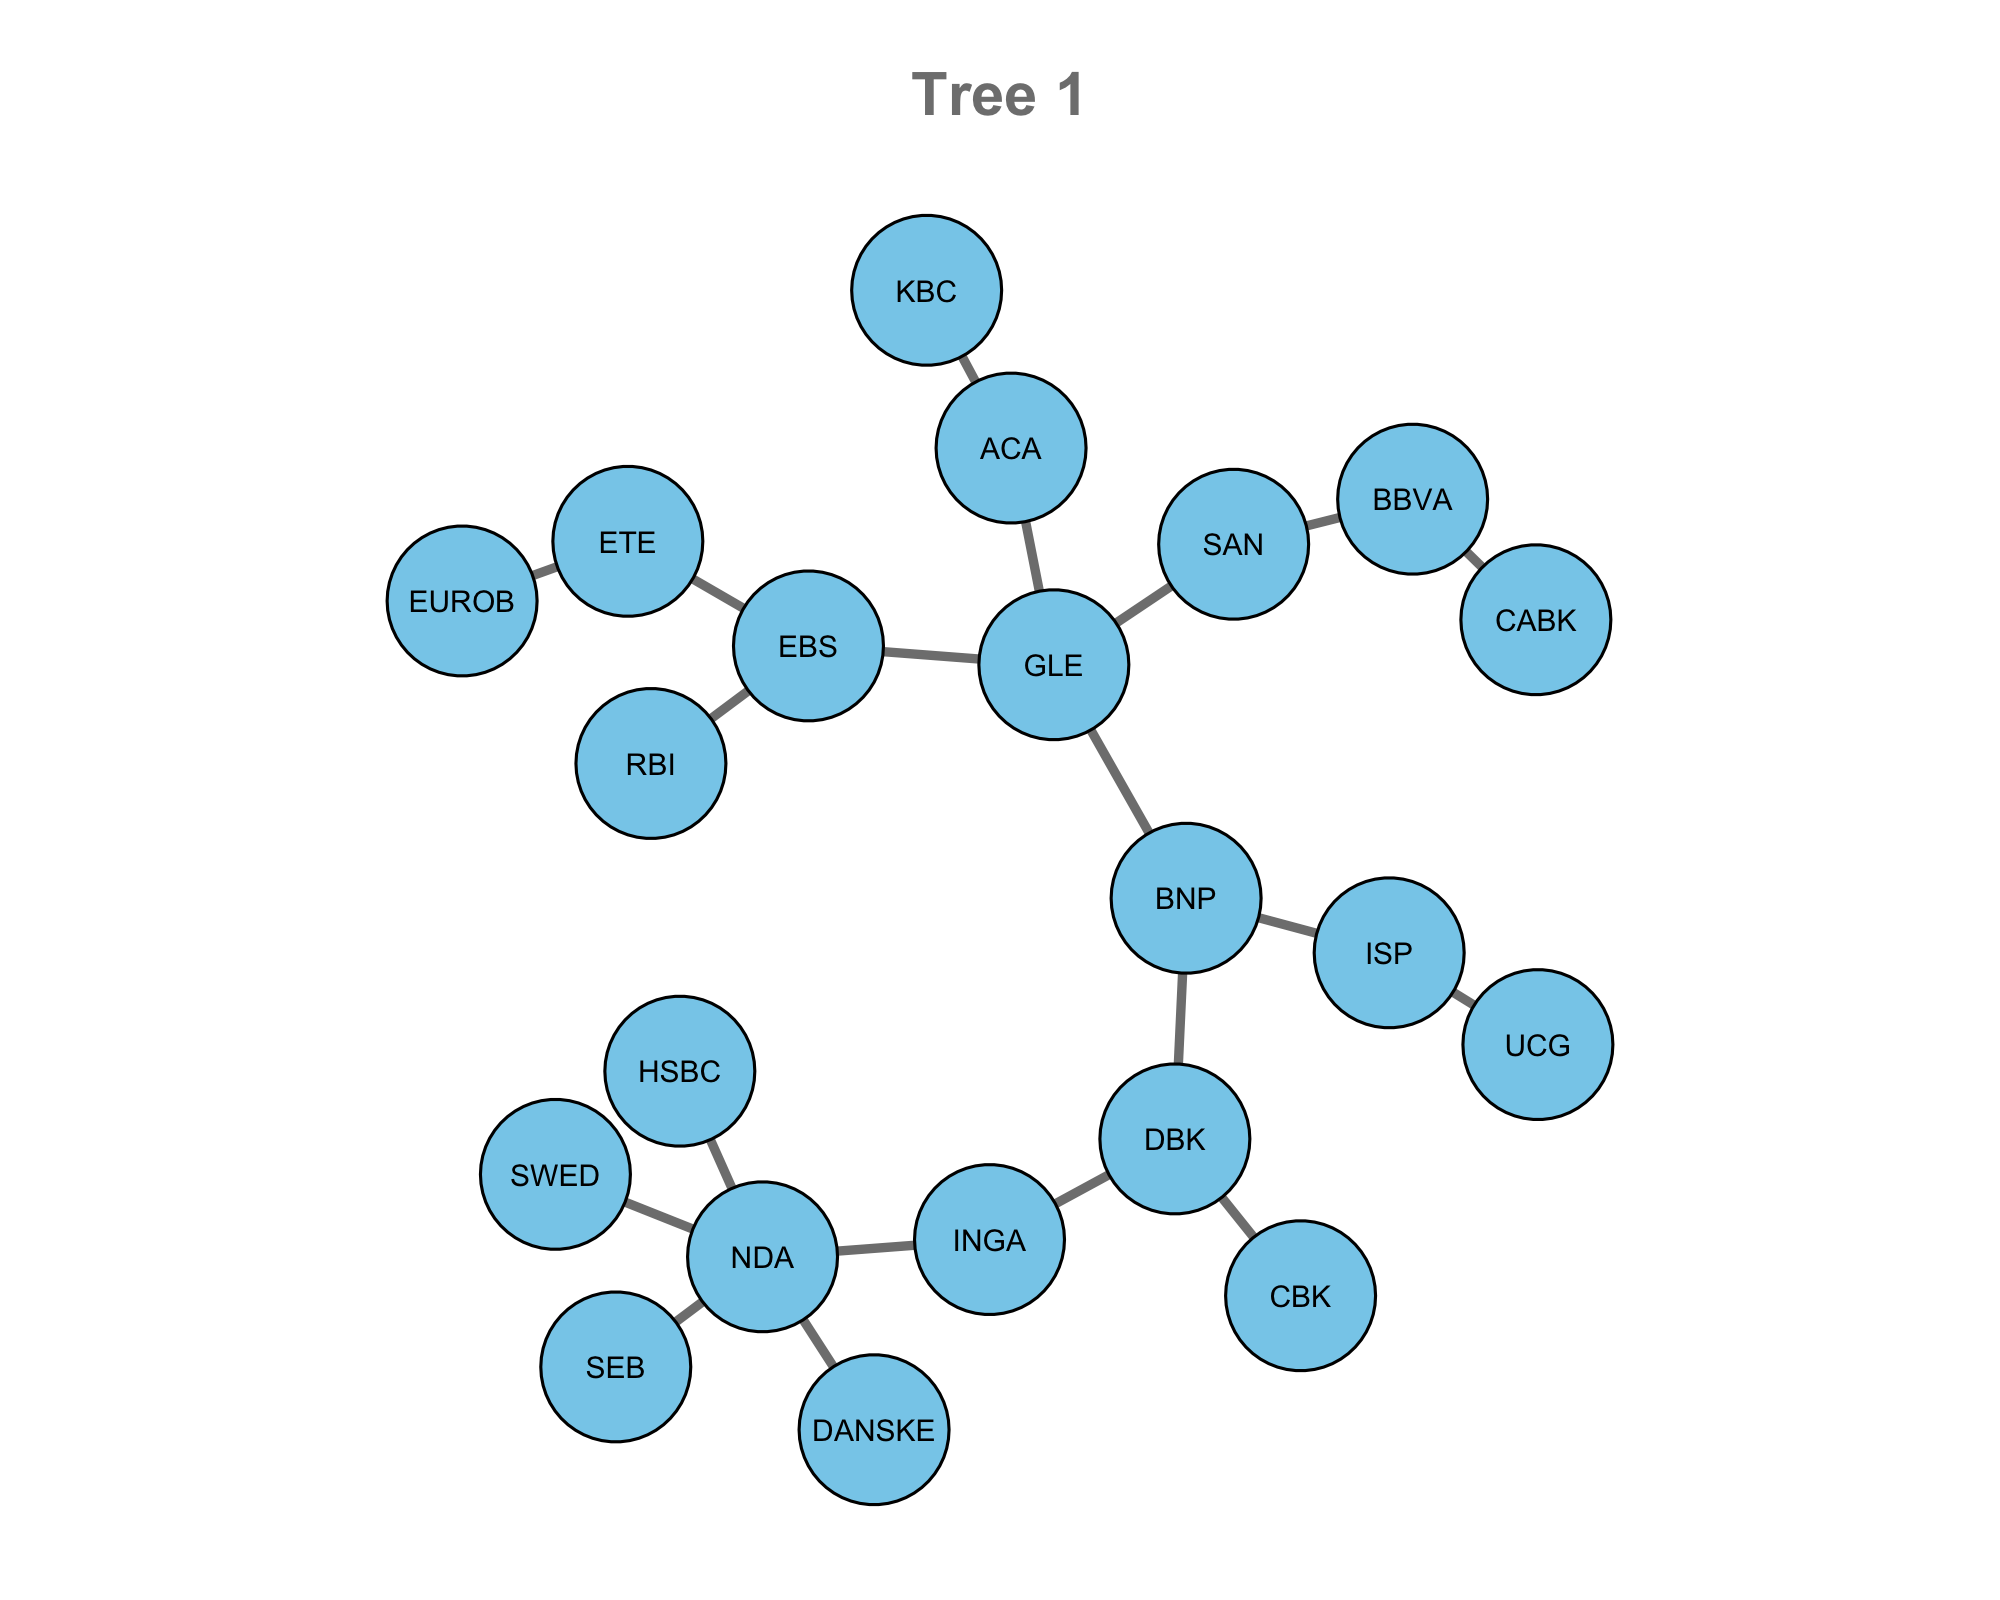 Tree 1
KBC
ACA
BBVA
SAN
ETE
EUROB
CABK
EBS
GLE
RBI
BNP
ISP
UCG
HSBC
DBK
SWED
INGA
NDA
CBK
SEB
DANSKE